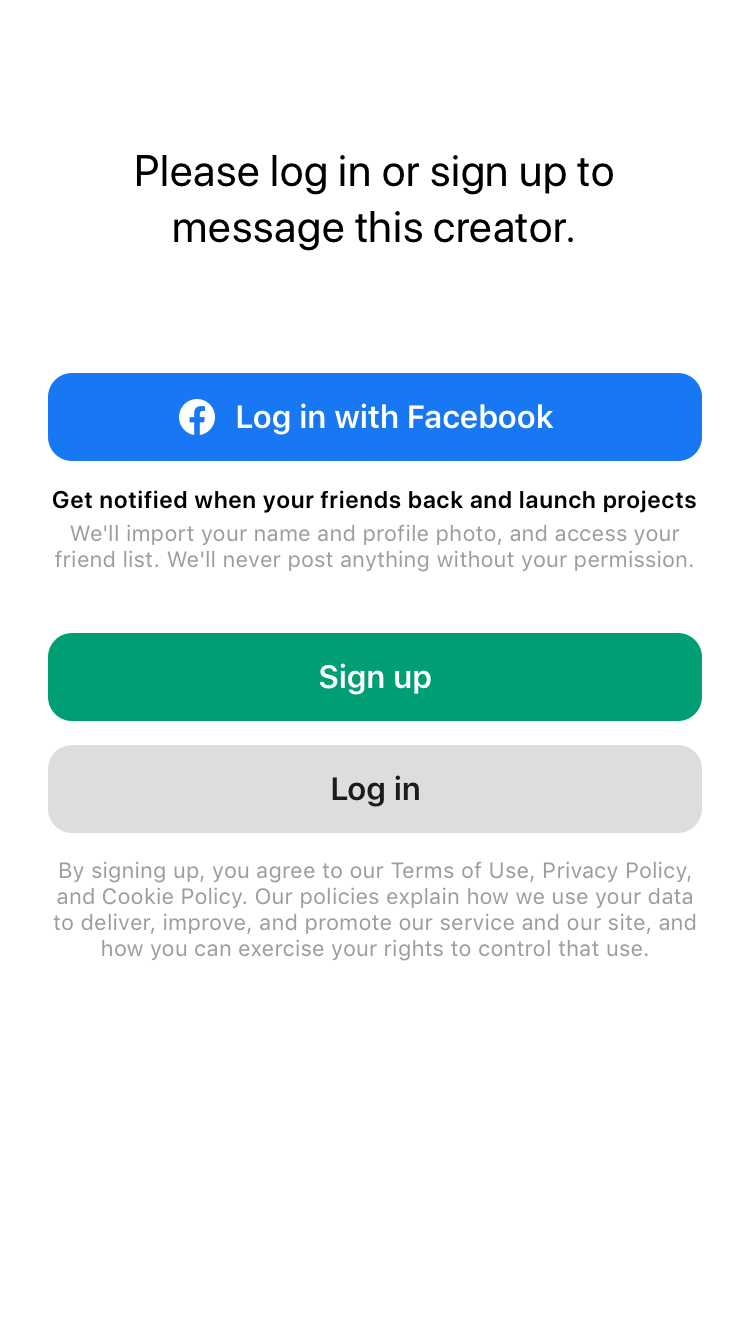 Please log in or sign up to
message this creator.
Log in with Facebook
Get notified when your friends back and launch projects
We'll import your name and profile photo, and access your
friend list. We'll never post anything without your permission.
Sign up
Log in
By signing up, you agree to our Terms of Use, Privacy Policy,
and Cookie Policy. Our policies explain how we use your data
to deliver, improve, and promote our service and our site, and
how you can exercise your rights to control that use.